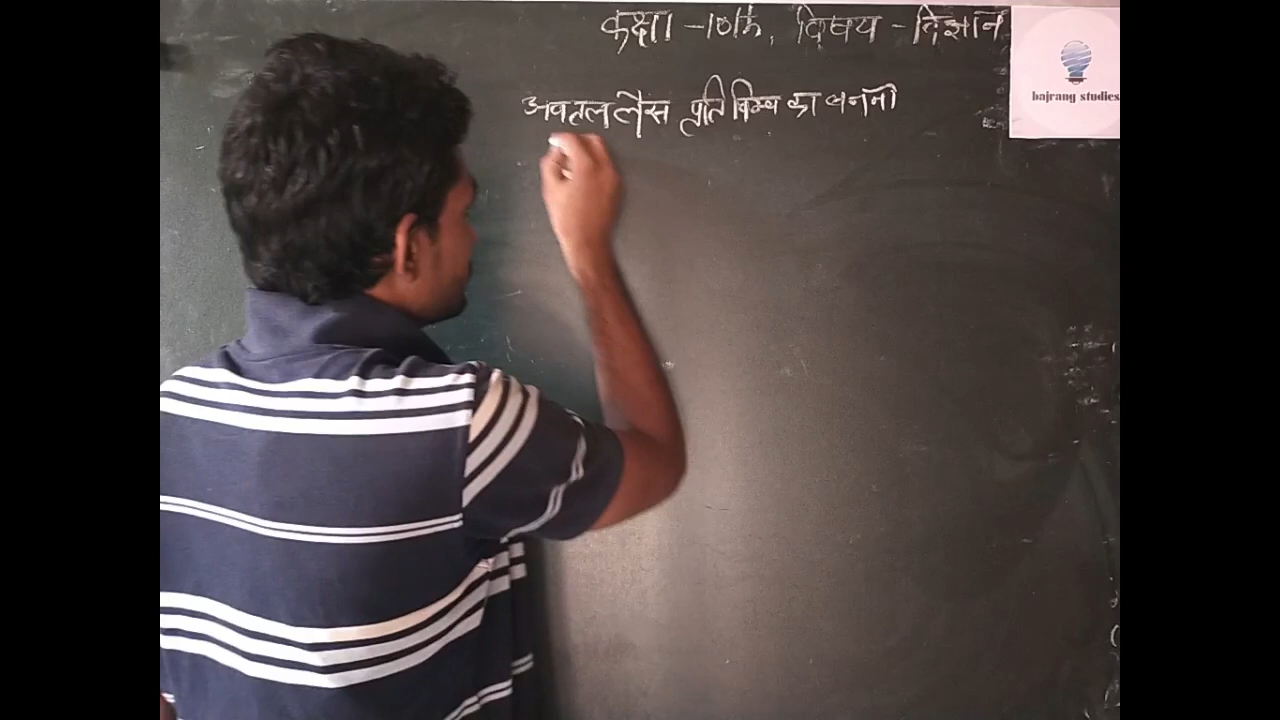 कक्षा - 10th, विषय - विज्ञान
bajrang studies
अवतल लैस प्रतिबिम्ब का बनना